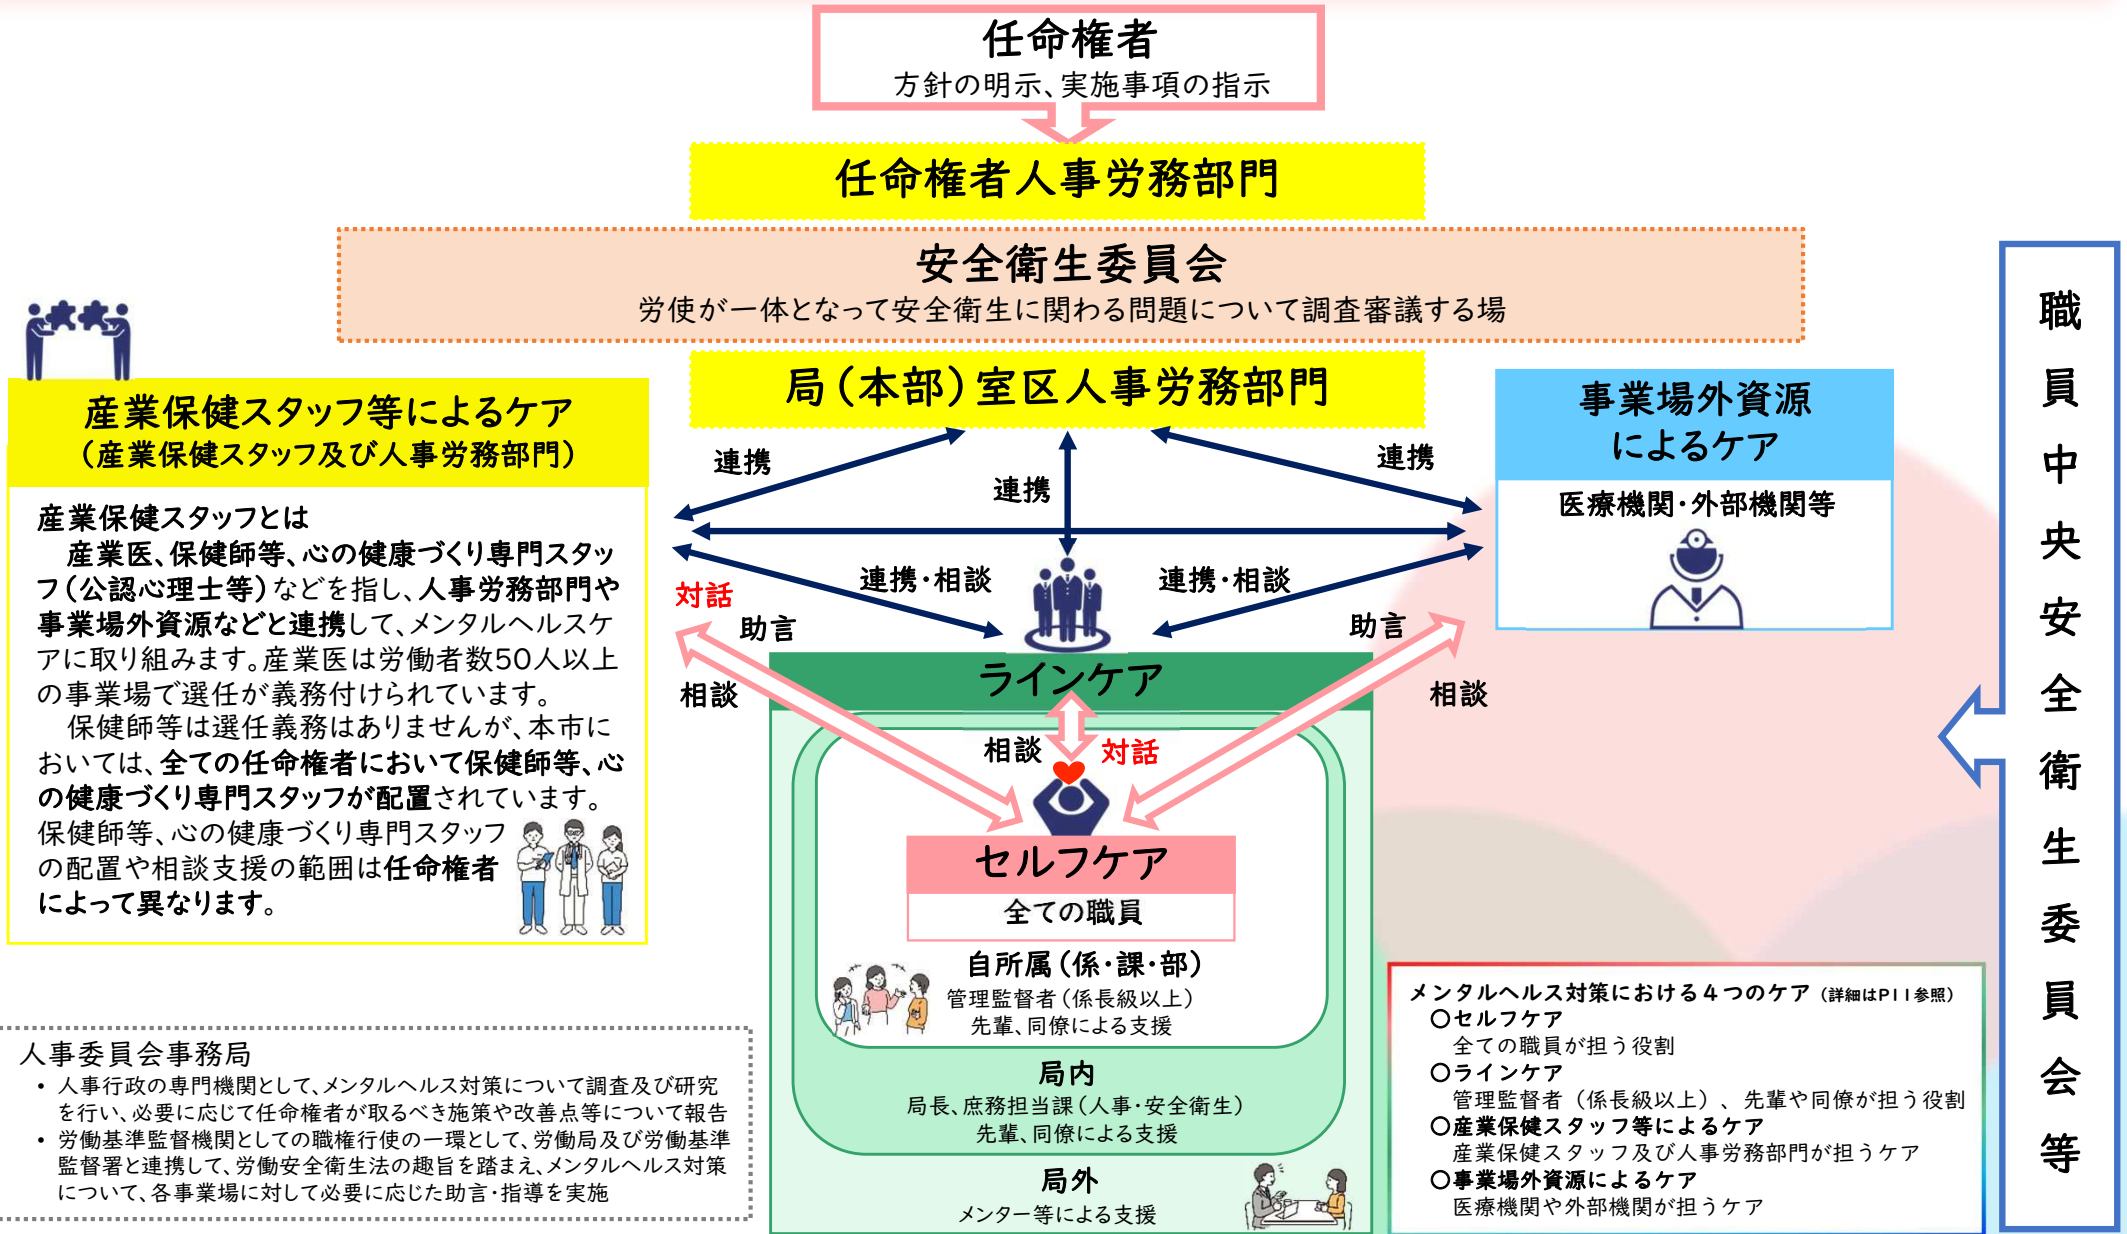 任命権者
方針の明示、実施事項の指示
任命権者人事労務部門
安全衛生委員会
労使が一体となって安全衛生に関わる問題について調査審議する場
局(本部)室区人事労務部門
産業保健スタッフ等によるケア
(産業保健スタッフ及び人事労務部門)
産業保健スタッフとは
産業医、保健師等、心の健康づくり専門スタッ
フ(公認心理士等)などを指し、人事労務部門や
事業場外資源などと連携して、メンタルヘルスケ
アに取り組みます。産業医は労働者数50人以上
の事業場で選任が義務付けられています。
保健師等は選任義務はありませんが、本市に
おいては、全ての任命権者において保健師等、心
の健康づくり専門スタッフが配置されています。
保健師等、心の健康づくり専門スタッフ
の配置や相談支援の範囲は任命権者
によって異なります。
事業場外資源
によるケア
医療機関・外部機関等
連携
連携
連携
連携・相談
連携・相談
対話
助言
相談
助言
相談
ラインケア
相談
対話
セルフケア
全ての職員
自所属(係・課・部)
管理監督者(係長級以上)
先輩、同僚による支援
局内
局長、庶務担当課(人事・安全衛生)
先輩、同僚による支援
局外
メンター等による支援
人事委員会事務局
• 人事行政の専門機関として、メンタルヘルス対策について調査及び研究
を行い、必要に応じて任命権者が取るべき施策や改善点等について報告
• 労働基準監督機関としての職権行使の一環として、労働局及び労働基準
監督署と連携して、労働安全衛生法の趣旨を踏まえ、メンタルヘルス対策
について、各事業場に対して必要に応じた助言・指導を実施
メンタルヘルス対策における4つのケア(詳細はP11参照)
〇セルフケア
全ての職員が担う役割
〇ラインケア
管理監督者(係長級以上)、先輩や同僚が担う役割
〇産業保健スタッフ等によるケア
産業保健スタッフ及び人事労務部門が担うケア
〇事業場外資源によるケア
医療機関や外部機関が担うケア
職員中央安全衛生委員会等